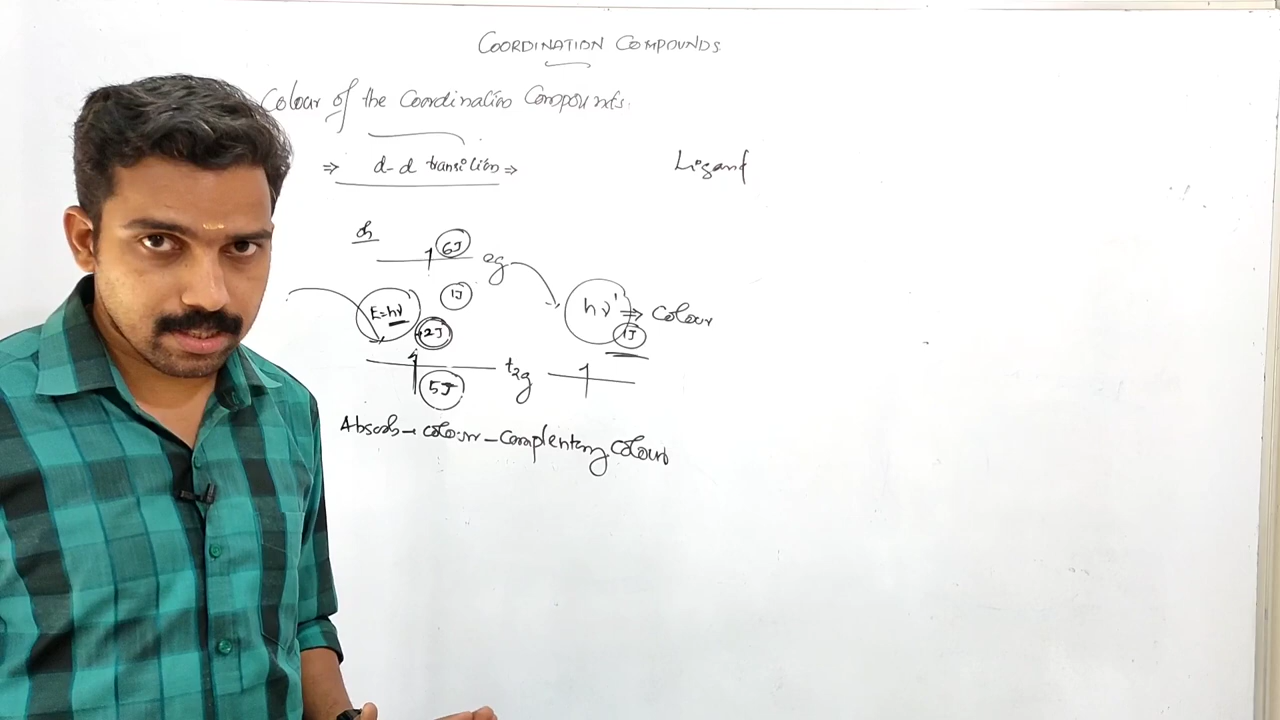 COORDINATION COMPOUNDS
Colour of the Coordination Compounds.
⇒ d-d transition ⇒
Ligand
6J
eg
1J
E=hν
hν' ⇒ Colour
2J
1J
t2g
5J
Absorb → colour - complentary Colour